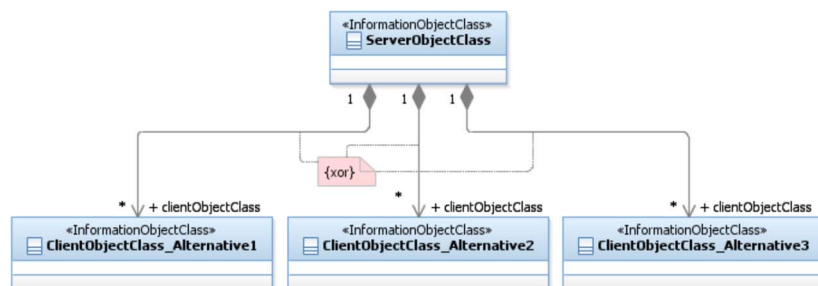 «InformationObjectClass»
ServerObjectClass
1
1
1
{xor}
*
+ clientObjectClass
*
+ clientObjectClass
*
+ clientObjectClass
«InformationObjectClass»
ClientObjectClass_Alternative1
«InformationObjectClass»
ClientObjectClass_Alternative2
«InformationObjectClass»
ClientObjectClass_Alternative3